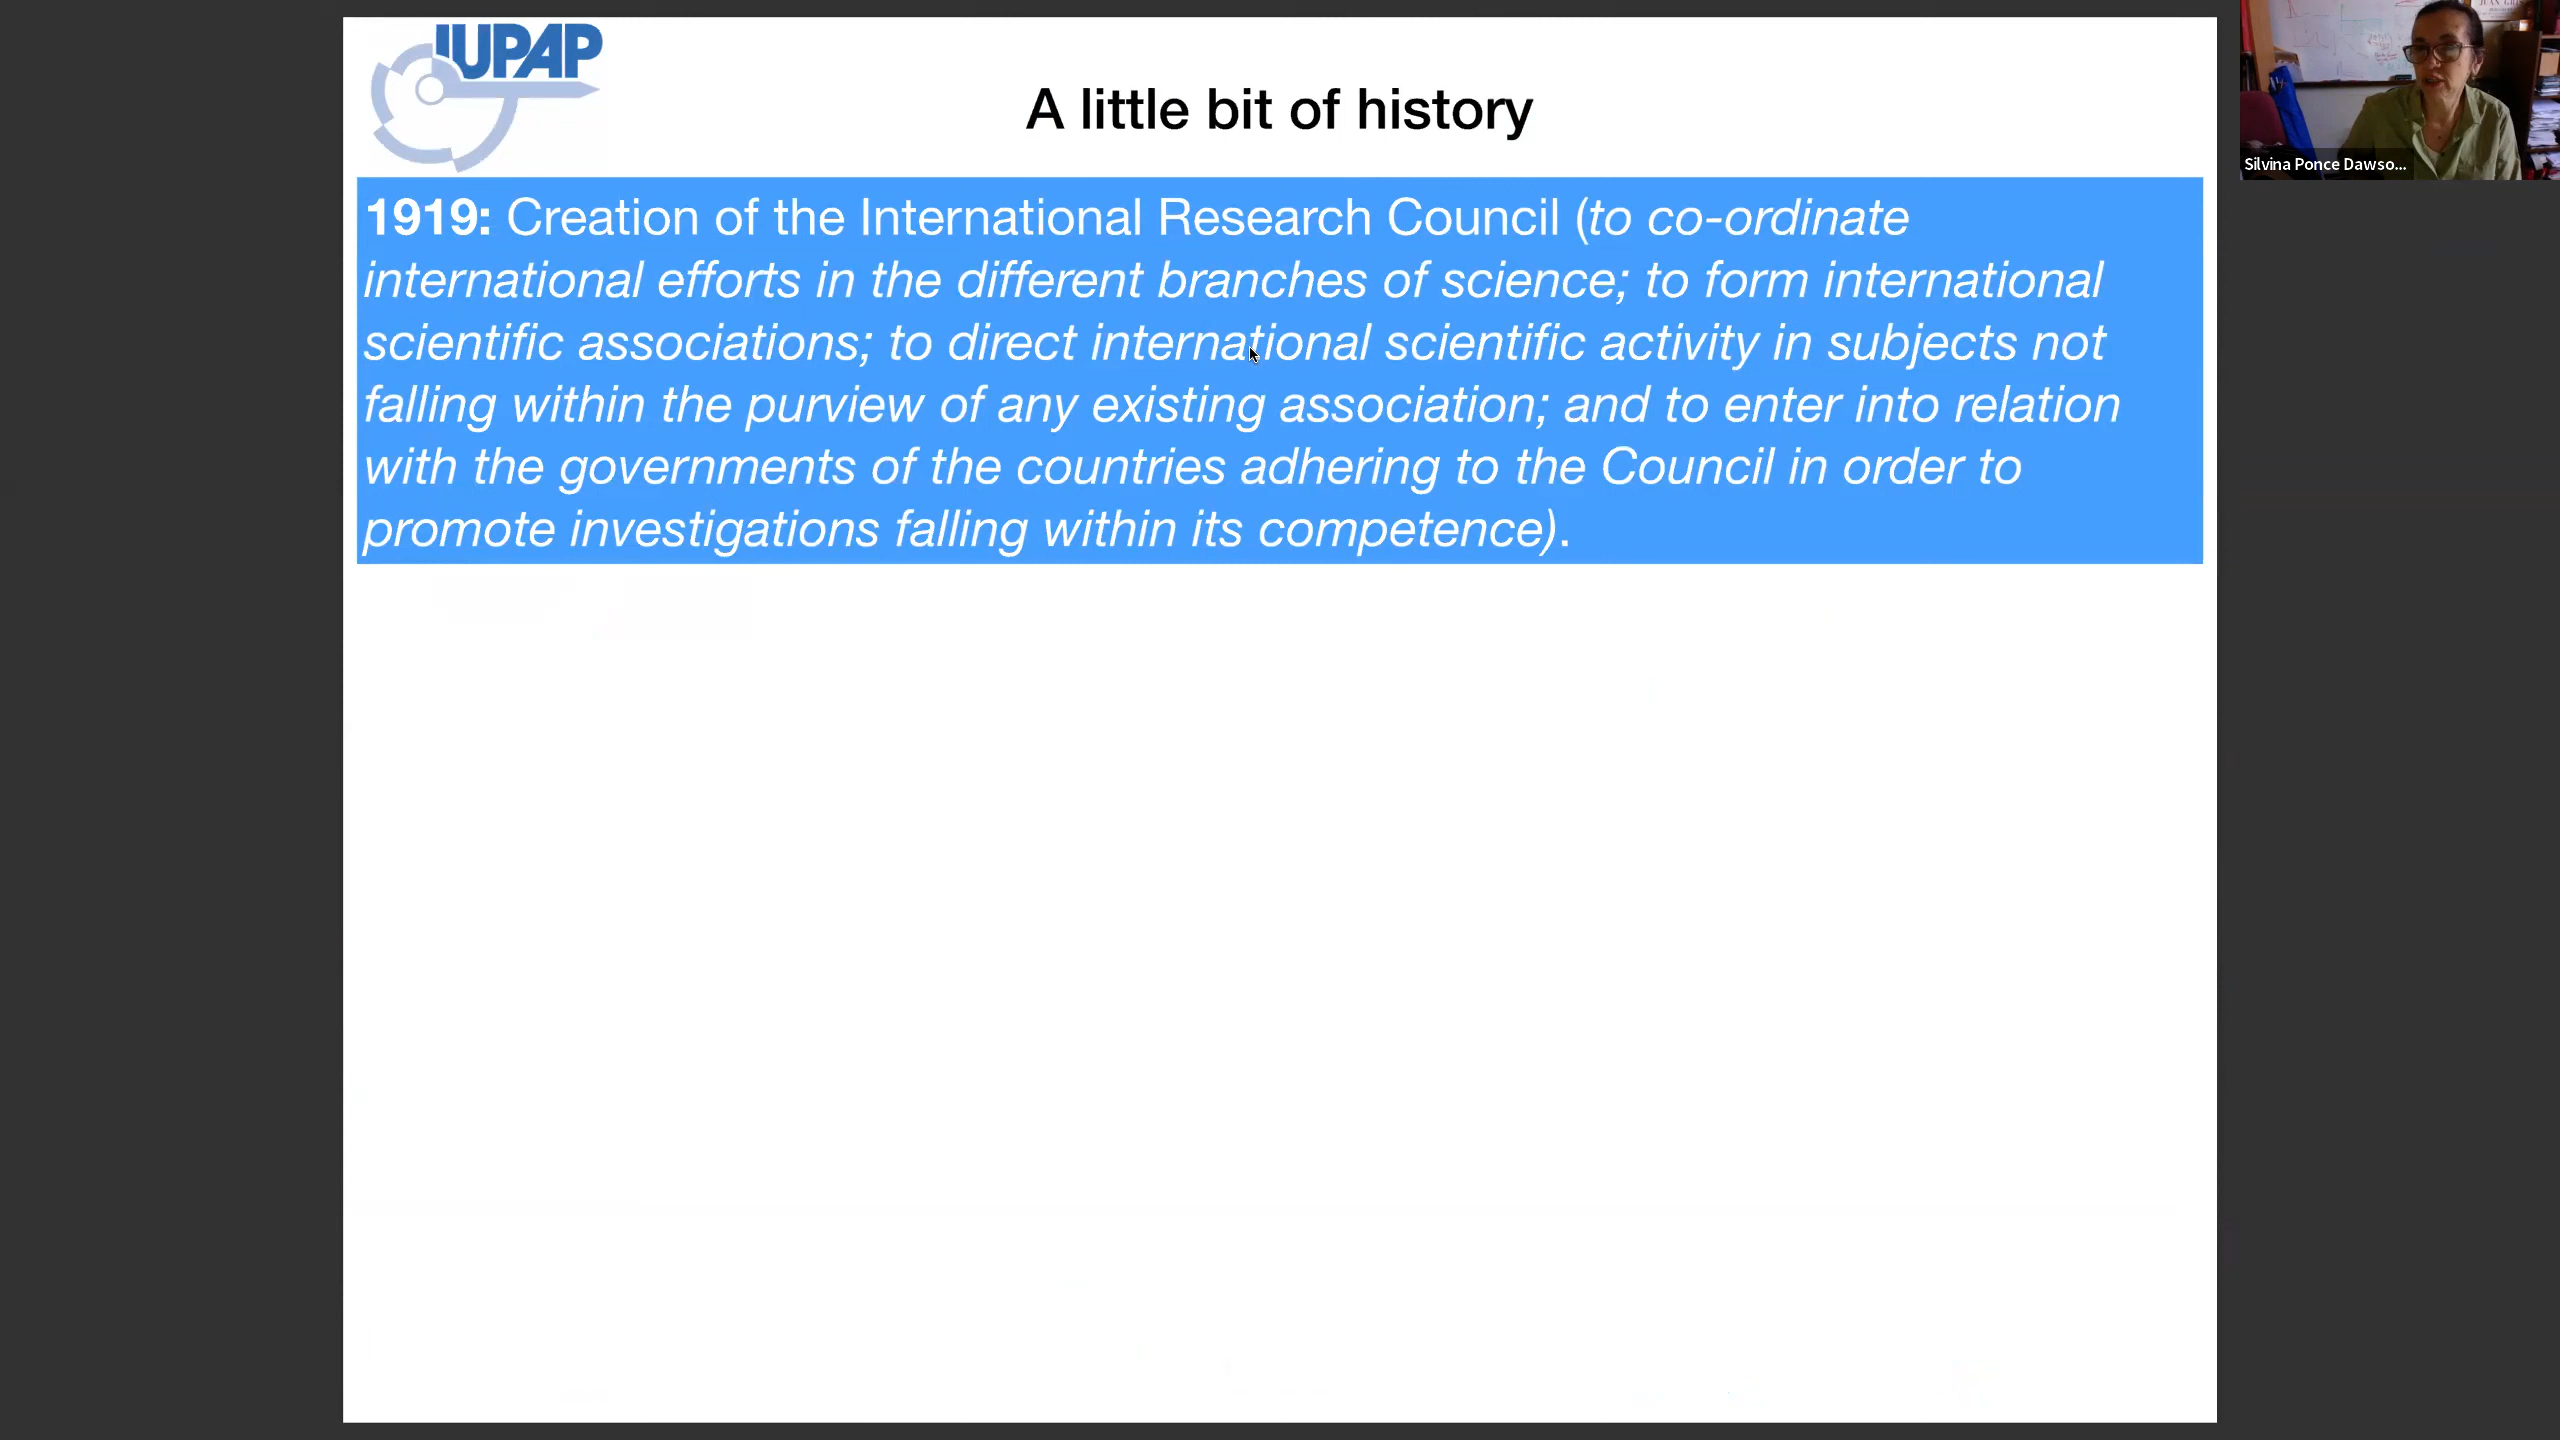 IUPAP
A little bit of history
1919: Creation of the International Research Council (to co-ordinate
international efforts in the different branches of science; to form international
scientific associations; to direct international scientific activity in subjects not
falling within the purview of any existing association; and to enter into relation
with the governments of the countries adhering to the Council in order to
promote investigations falling within its competence).
Silvina Ponce Dawso...